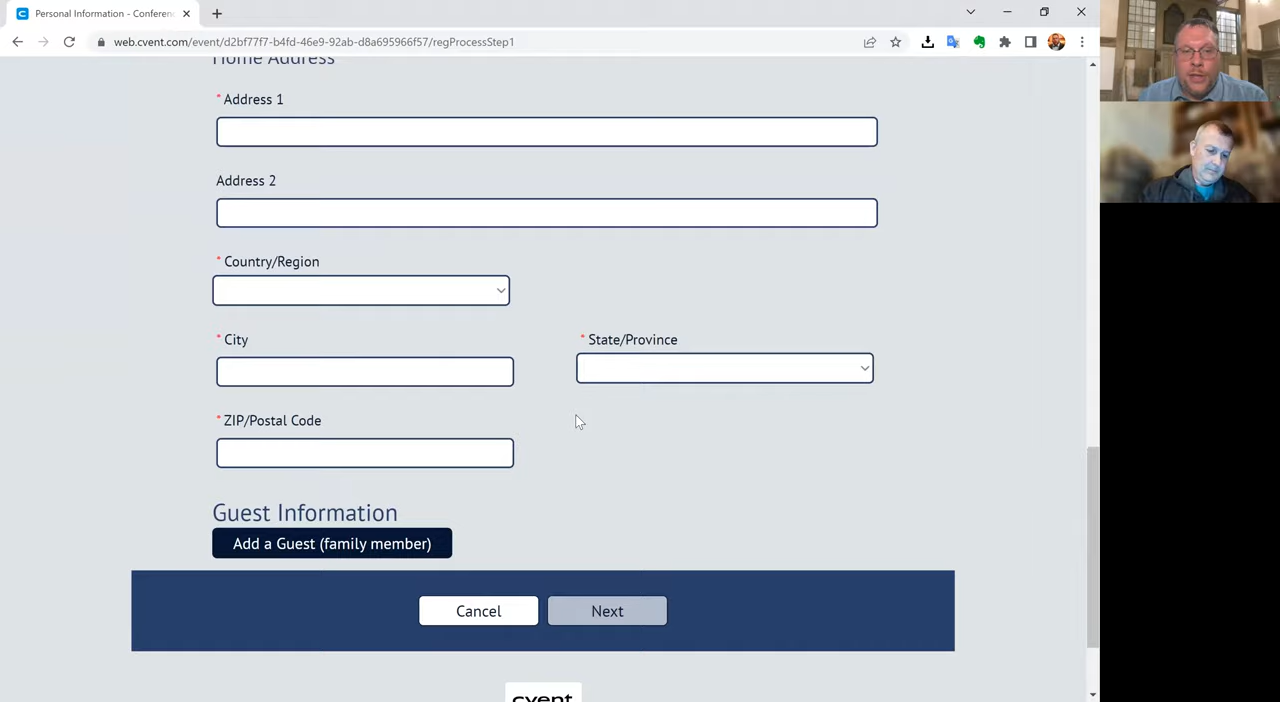 Personal Information - Conferenc
web.cvent.com/event/d2bf77f7-b4fd-46e9-92ab-d8a695966f57/regProcessStep1
Home Address
* Address 1
Address 2
* Country/Region
* City
* State/Province
* ZIP/Postal Code
Guest Information
Add a Guest (family member)
Cancel
Next
cvent